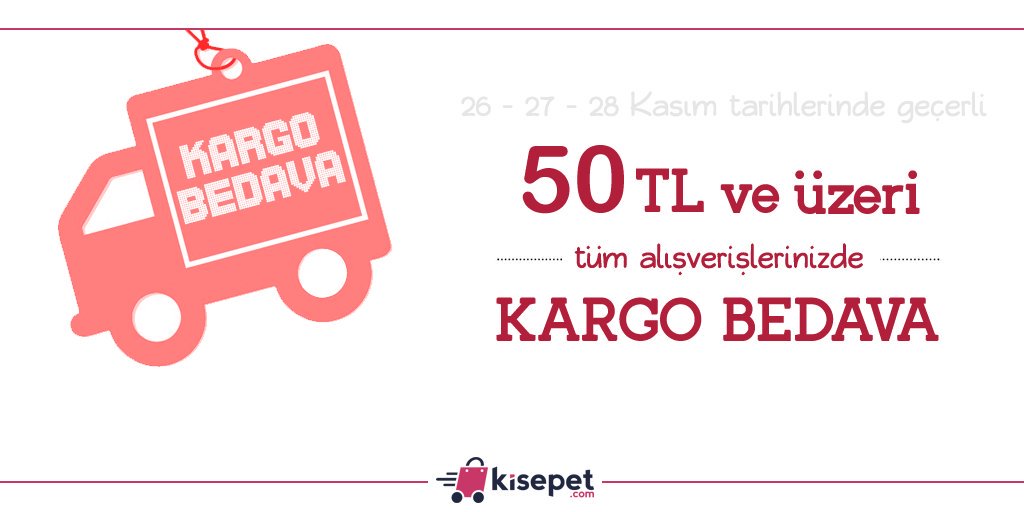 KARGO
BEDAVA
26 - 27 - 28 Kasım tarihlerinde geçerli
50 TL ve üzeri
tüm alışverişlerinizde
KARGO BEDAVA
kisepet
.com